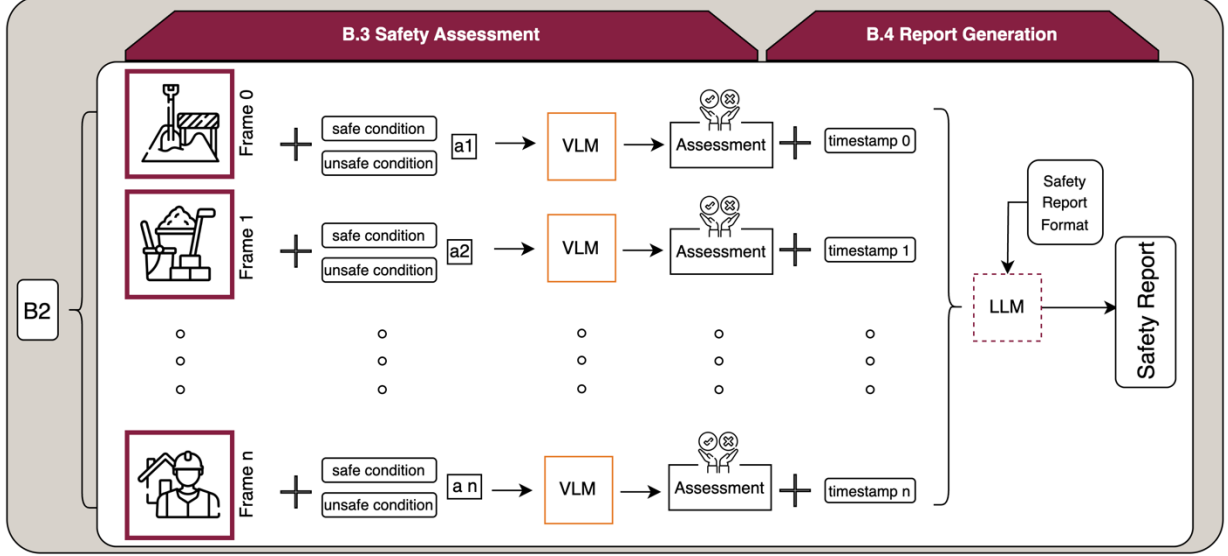 B.3 Safety Assessment
B.4 Report Generation
B2
Frame 0
safe condition
unsafe condition
a1
VLM
Assessment
timestamp 0
Frame 1
safe condition
unsafe condition
a2
VLM
Assessment
timestamp 1
Frame n
safe condition
unsafe condition
a n
VLM
Assessment
timestamp n
Safety
Report
Format
LLM
Safety Report